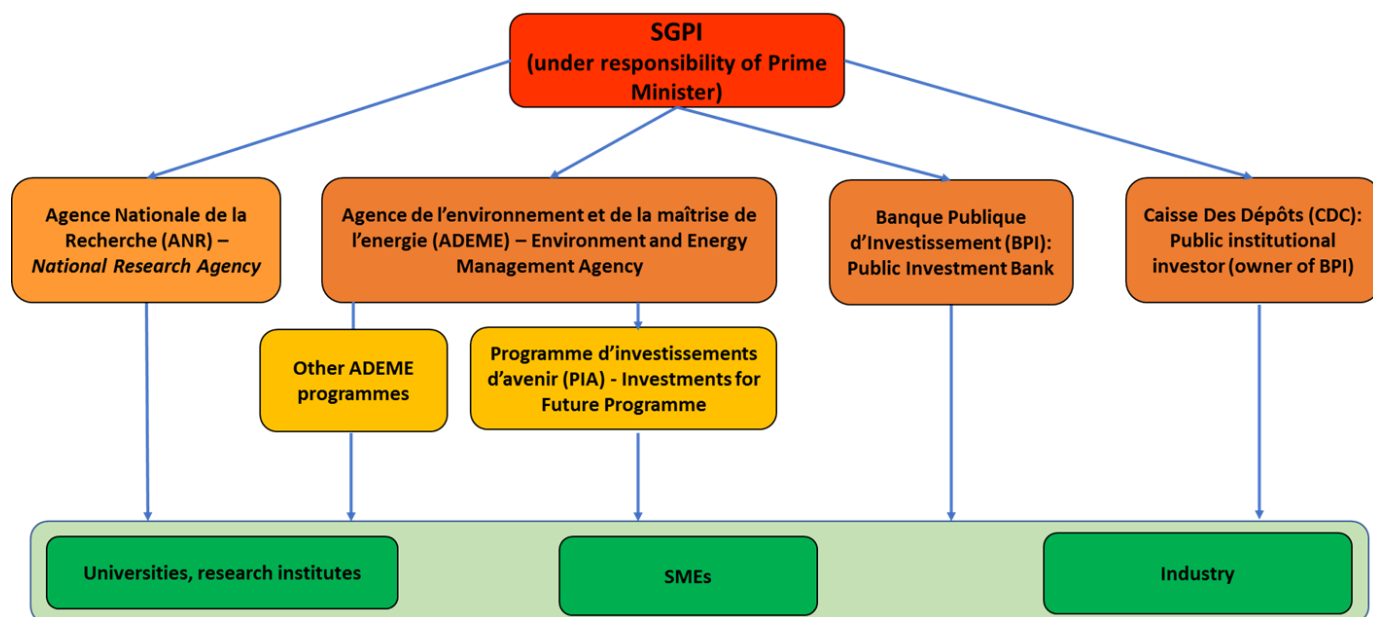 SGPI
(under responsibility of Prime
Minister)
Agence Nationale de la
Recherche (ANR) –
National Research Agency
Agence de l’environnement et de la maîtrise de
l’energie (ADEME) – Environment and Energy
Management Agency
Banque Publique
d’Investissement (BPI):
Public Investment Bank
Caisse Des Dépôts (CDC):
Public institutional
investor (owner of BPI)
Other ADEME
programmes
Programme d’investissements
d’avenir (PIA) - Investments for
Future Programme
Universities, research institutes
SMEs
Industry